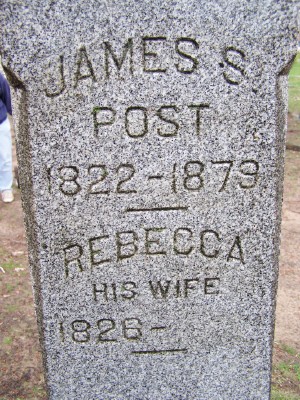 JAMES S.
POST
1822-1879
REBECCA
HIS WIFE
1826-